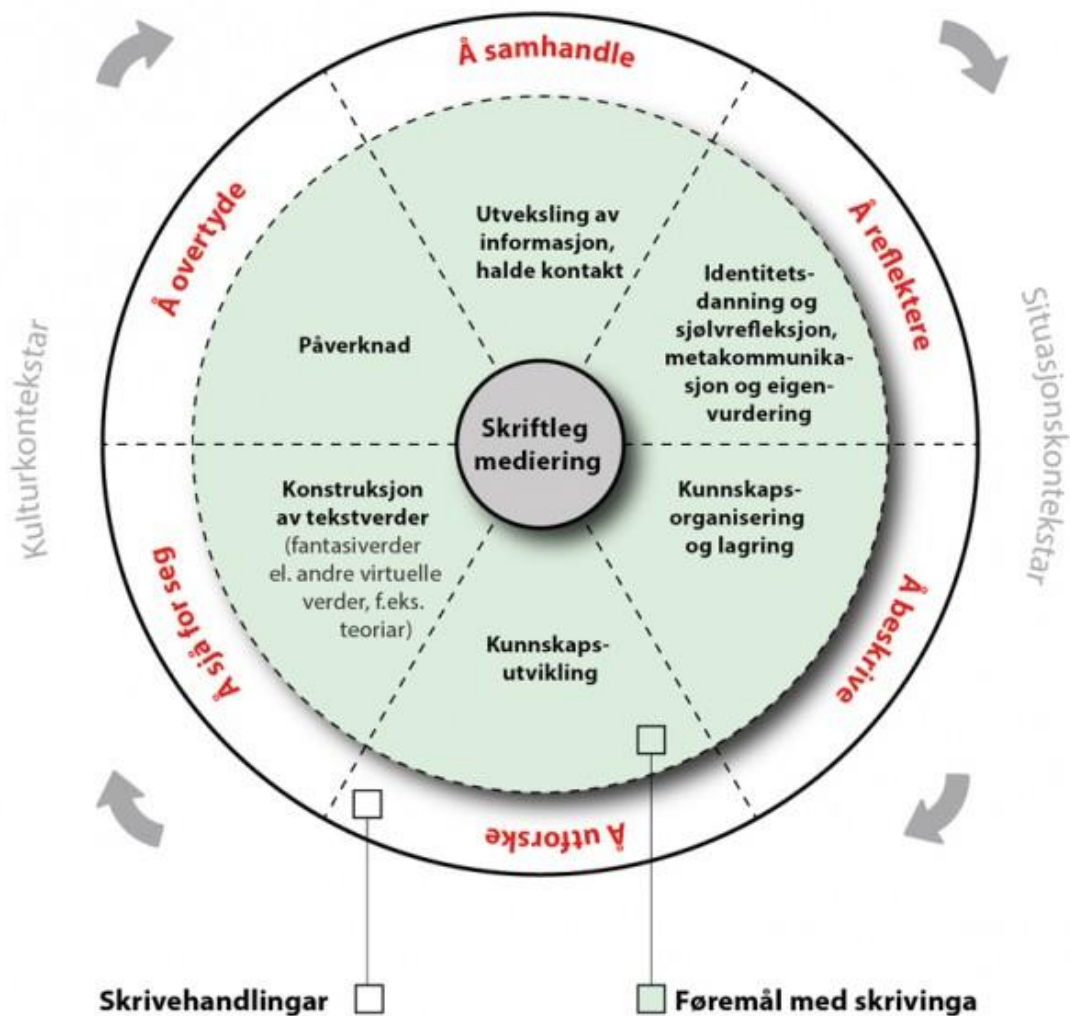 Å samhandle
Å overtyde
Å reflektere
Utveksling av
informasjon,
halde kontakt
Identitets-
danning og
sjølvrefleksjon,
metakommunika-
sjon og eigen-
vurdering
Påverknad
Kulturkontekstar
Situasjonskontekstar
Skriftleg
mediering
Konstruksjon
av tekstverder
(fantasiverder
el. andre virtuelle
verder, f.eks.
teoriar)
Kunnskaps-
organisering
og lagring
Å sjå for seg
Å beskrive
Kunnskaps-
utvikling
Å utforske
Skrivehandlingar
Føremål med skrivinga